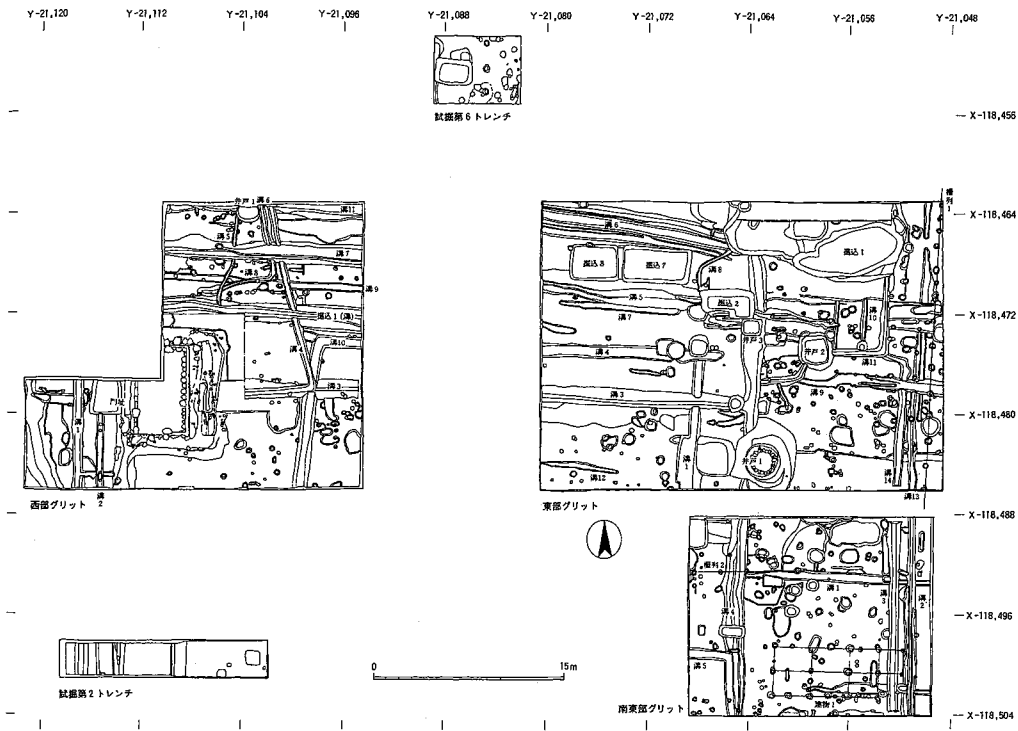 Y-21,120 Y-21,112 Y-21,104 Y-21,096 Y-21,088 Y-21,080 Y-21,072 Y-21,064 Y-21,056 Y-21,048
試掘第6トレンチ
X-118,456
井戸1 溝6
溝11
溝5
溝7
溝8
溝9
掘込1(溝)
溝10
溝4
溝3
門址
溝1
溝2
西部グリット
柵列1
X-118,464
溝6
掘込1
掘込8 掘込7
溝8
溝5
掘込2
溝10
X-118,472
溝7
井戸3
溝4
井戸2
溝11
溝3
溝9
X-118,480
井戸1
溝1
溝12
溝14
溝13
東部グリット
X-118,488
柵列2
溝1
溝3
溝2
溝4
X-118,496
溝5
建物1
南東部グリット
X-118,504
試掘第2トレンチ
0 15m